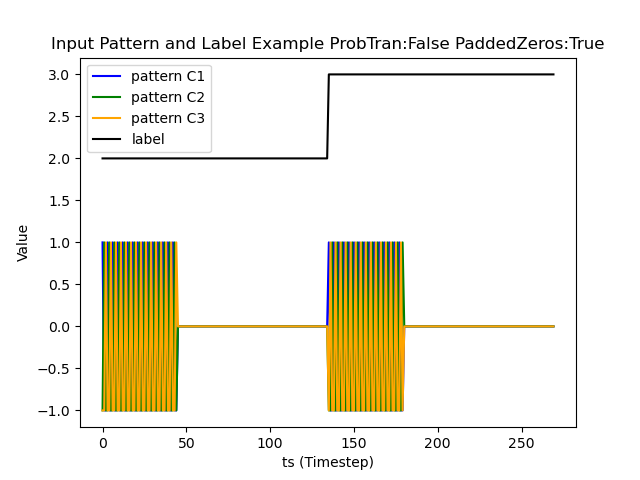 Input Pattern and Label Example ProbTran:False PaddedZeros:True
pattern C1
pattern C2
pattern C3
label
3.0
2.5
2.0
1.5
1.0
0.5
0.0
−0.5
−1.0
Value
0 50 100 150 200 250
ts (Timestep)